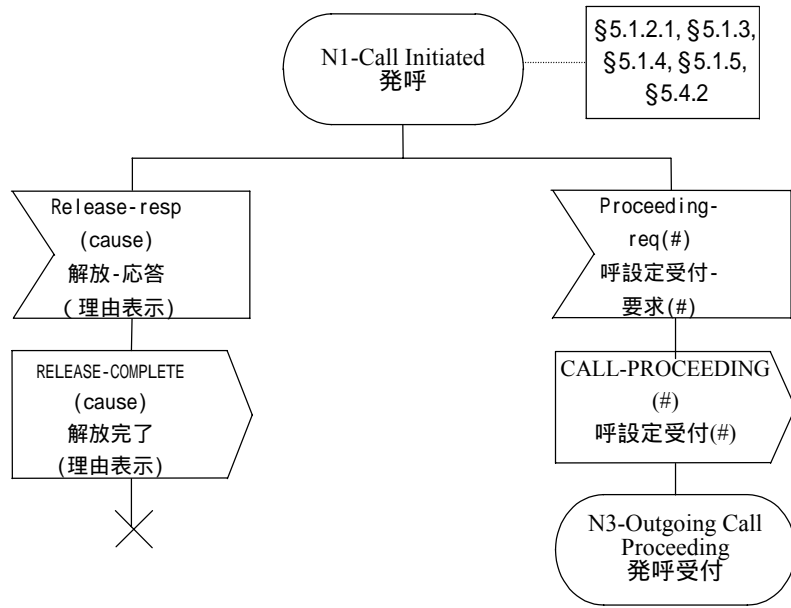 N1-Call Initiated
発呼
§5.1.2.1, §5.1.3,
§5.1.4, §5.1.5,
§5.4.2
Release-resp
(cause)
解放-応答
(理由表示)
RELEASE-COMPLETE
(cause)
解放完了
(理由表示)
Proceeding-
req(#)
呼設定受付-
要求(#)
CALL-PROCEEDING
(#)
呼設定受付(#)
N3-Outgoing Call
Proceeding
発呼受付